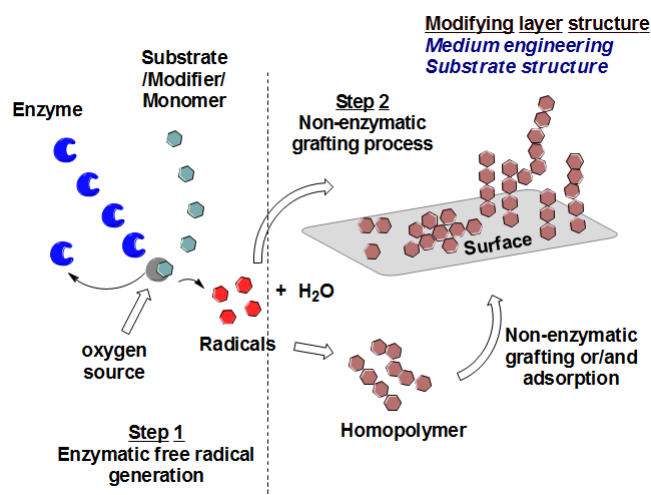 Modifying layer structure
Medium engineering
Substrate structure
Substrate
/Modifier/
Monomer
Enzyme
Step 2
Non-enzymatic
grafting process
Surface
+ H₂O
Radicals
oxygen
source
Non-enzymatic
grafting or/and
adsorption
Homopolymer
Step 1
Enzymatic free radical
generation